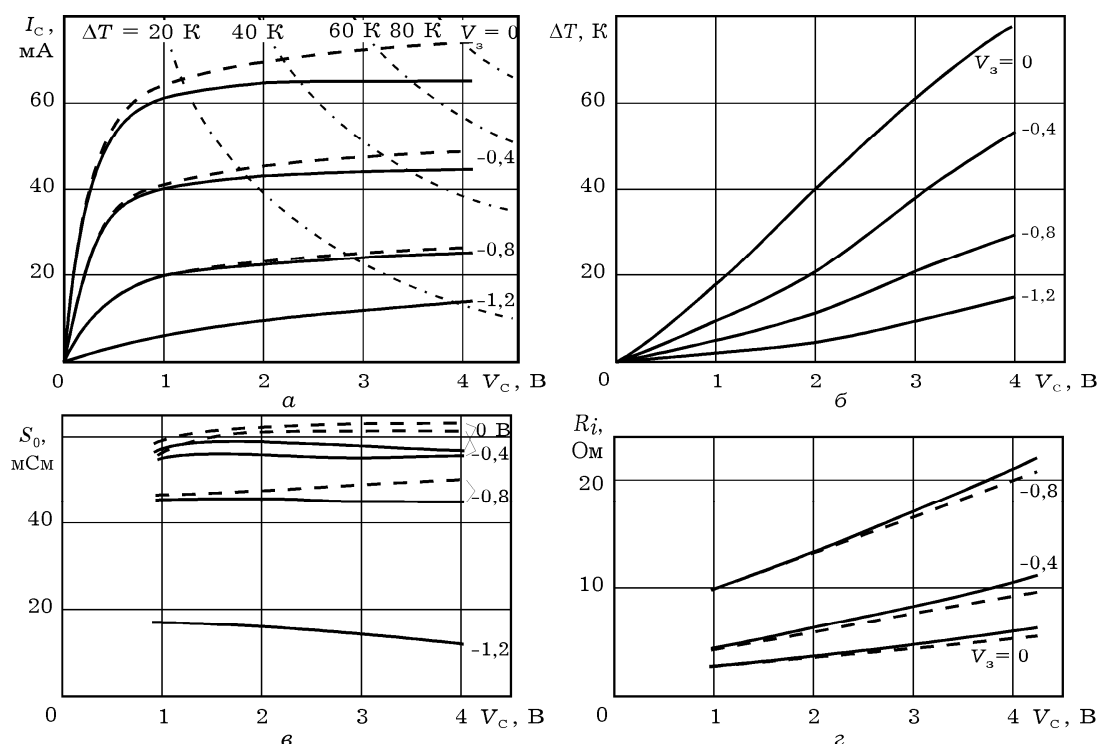 I_C, мА
ΔT = 20 К 40 К 60 К 80 К V_з = 0
60
40
20
-0,4
-0,8
-1,2
0 1 2 3 4 V_C, В
а
ΔT, К
60
40
20
V_з = 0
-0,4
-0,8
-1,2
0 1 2 3 4 V_C, В
б
S_0, мСм
40
20
0 В
-0,4
-0,8
-1,2
0 1 2 3 4 V_C, В
в
R_i, Ом
20
10
-0,8
-0,4
V_з = 0
0 1 2 3 4 V_C, В
г